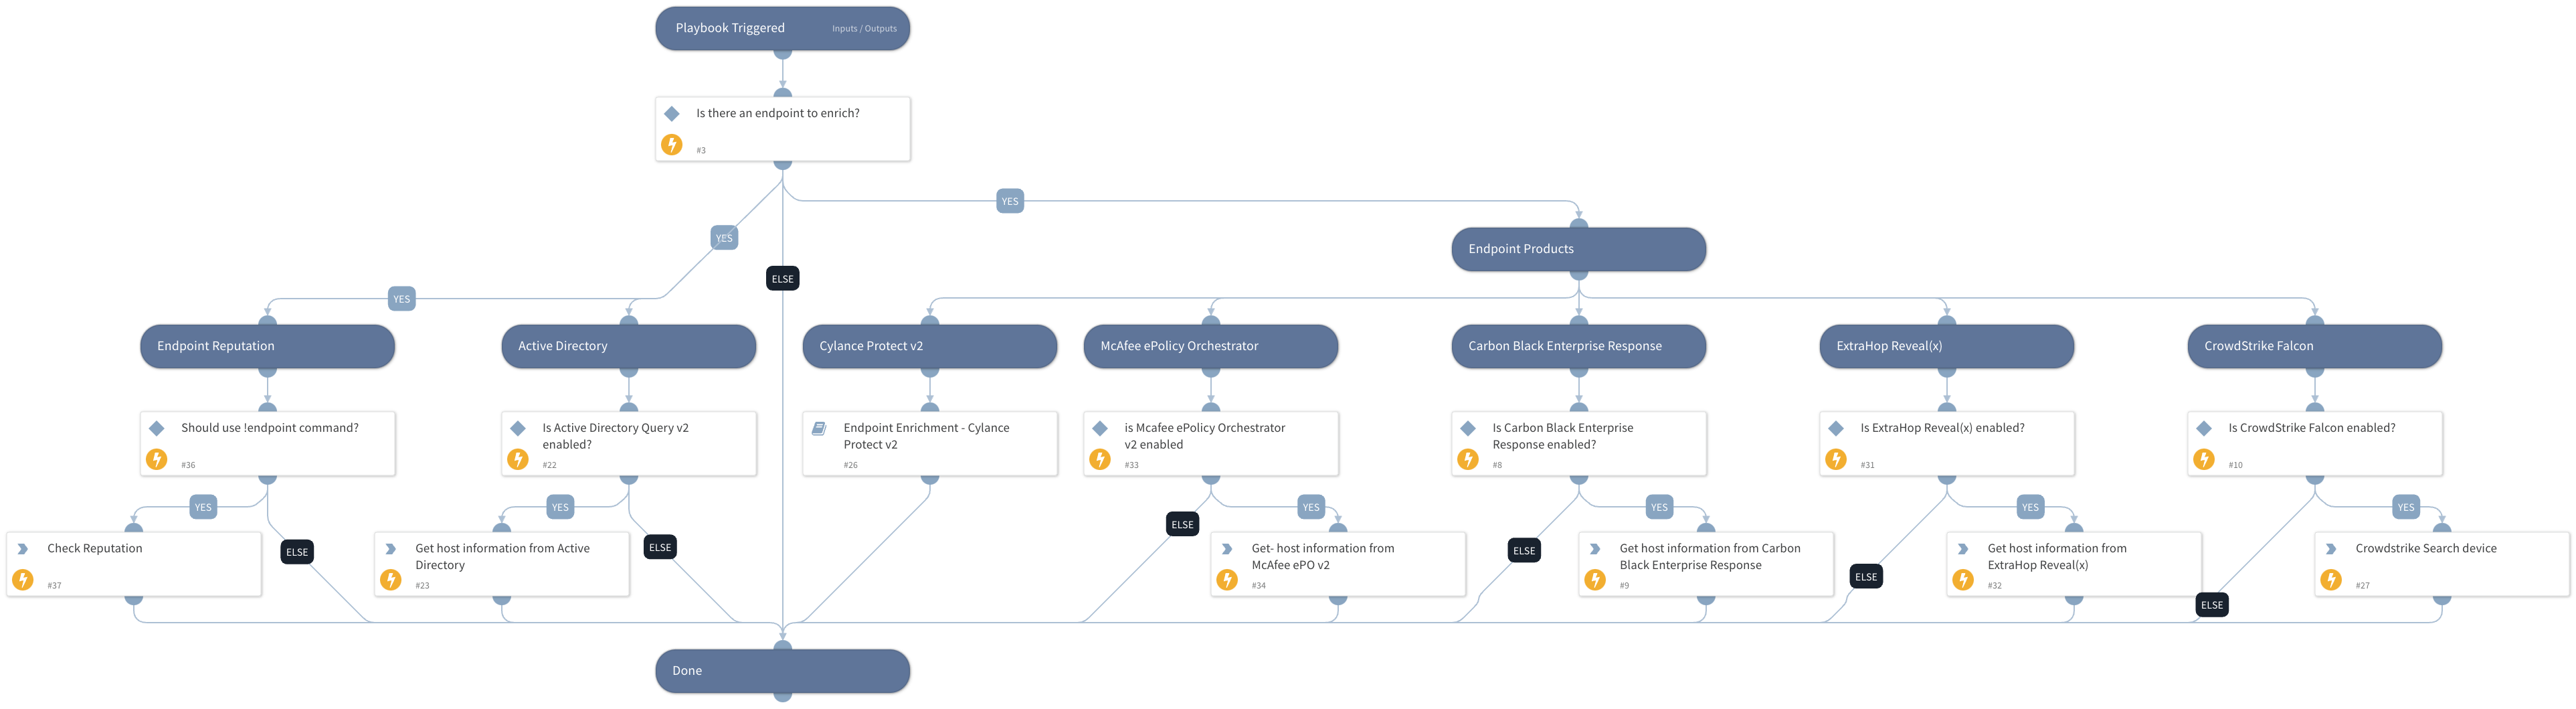 Playbook Triggered
Inputs / Outputs
Is there an endpoint to enrich?
#3
YES
YES
ELSE
YES
Endpoint Products
Endpoint Reputation
Active Directory
Cylance Protect v2
McAfee ePolicy Orchestrator
Carbon Black Enterprise Response
ExtraHop Reveal(x)
CrowdStrike Falcon
Should use !endpoint command?
#36
Is Active Directory Query v2
enabled?
#22
Endpoint Enrichment - Cylance
Protect v2
#26
is Mcafee ePolicy Orchestrator
v2 enabled
#33
Is Carbon Black Enterprise
Response enabled?
#8
Is ExtraHop Reveal(x) enabled?
#31
Is CrowdStrike Falcon enabled?
#10
YES
ELSE
YES
ELSE
ELSE
YES
ELSE
YES
ELSE
YES
ELSE
YES
Check Reputation
#37
Get host information from Active
Directory
#23
Get- host information from
McAfee ePO v2
#34
Get host information from Carbon
Black Enterprise Response
#9
Get host information from
ExtraHop Reveal(x)
#32
Crowdstrike Search device
#27
Done